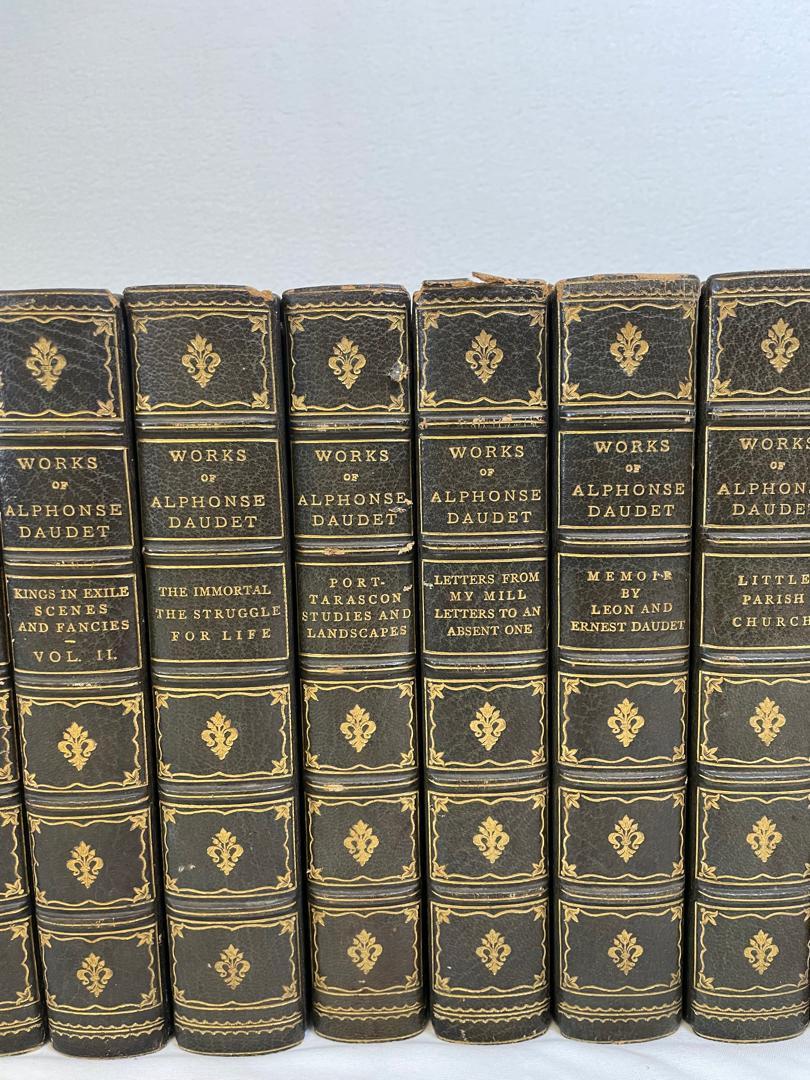 WORKS
OF
ALPHONSE
DAUDET
KINGS IN EXILE
SCENES
AND FANCIES
VOL. II.
WORKS
OF
ALPHONSE
DAUDET
THE IMMORTAL
THE STRUGGLE
FOR LIFE
WORKS
OF
ALPHONSE
DAUDET
PORT-
TARASCON
STUDIES AND
LANDSCAPES
WORKS
OF
ALPHONSE
DAUDET
LETTERS FROM
MY MILL
LETTERS TO AN
ABSENT ONE
WORKS
OF
ALPHONSE
DAUDET
MEMOIR
BY
LEON AND
ERNEST DAUDET
WORKS
OF
ALPHONS
DAUDET
LITTLE
PARISH
CHURCH